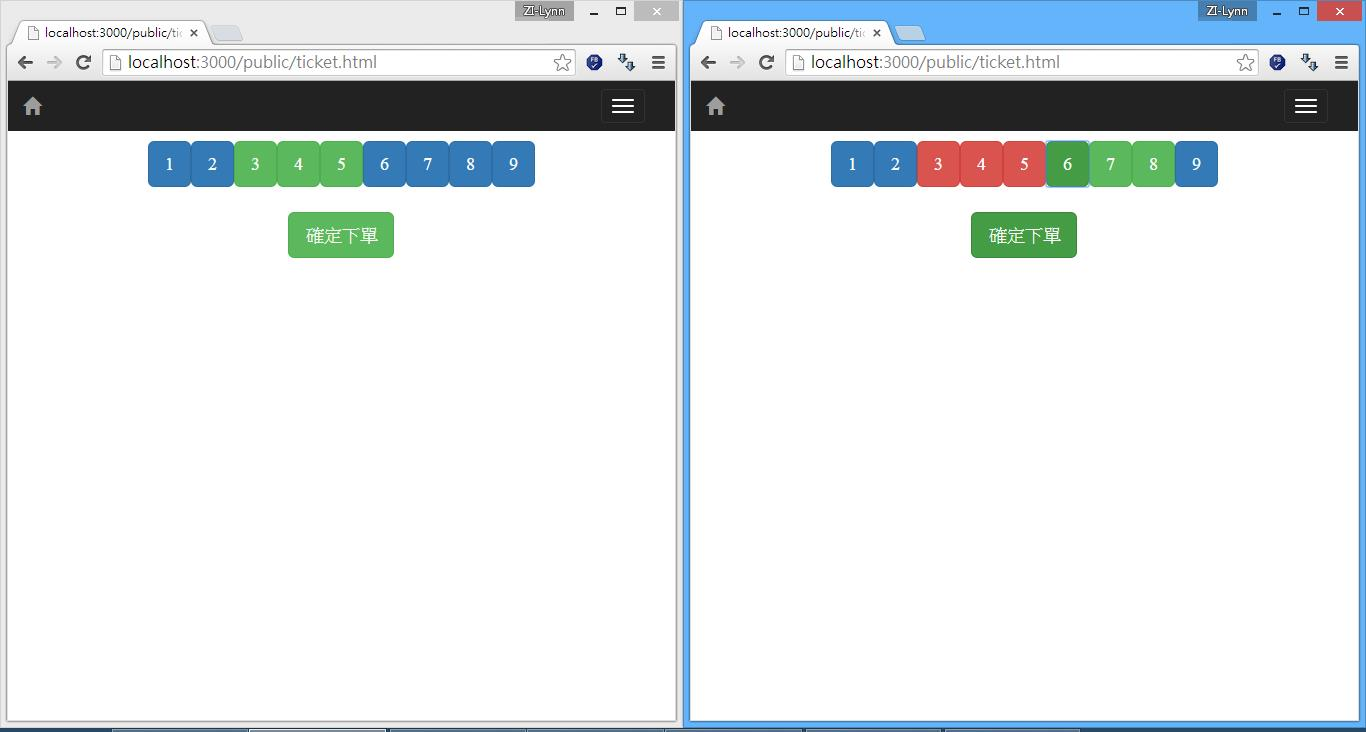 ZI-Lynn
localhost:3000/public/tic
localhost:3000/public/ticket.html
1 2 3 4 5 6 7 8 9
確定下單
ZI-Lynn
localhost:3000/public/tic
localhost:3000/public/ticket.html
1 2 3 4 5 6 7 8 9
確定下單